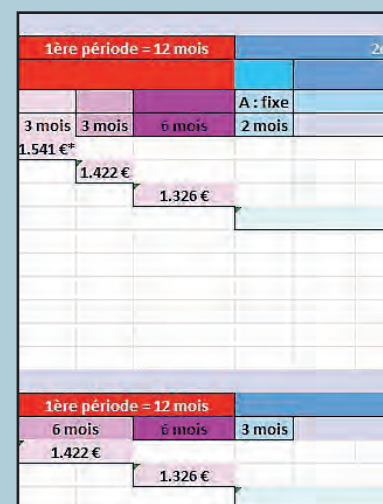 1ère période = 12 mois
A : fixe
3 mois 3 mois 6 mois 2 mois
1.541 €*
1.422 €
1.326 €
1ère période = 12 mois
6 mois 6 mois 3 mois
1.422 €
1.326 €